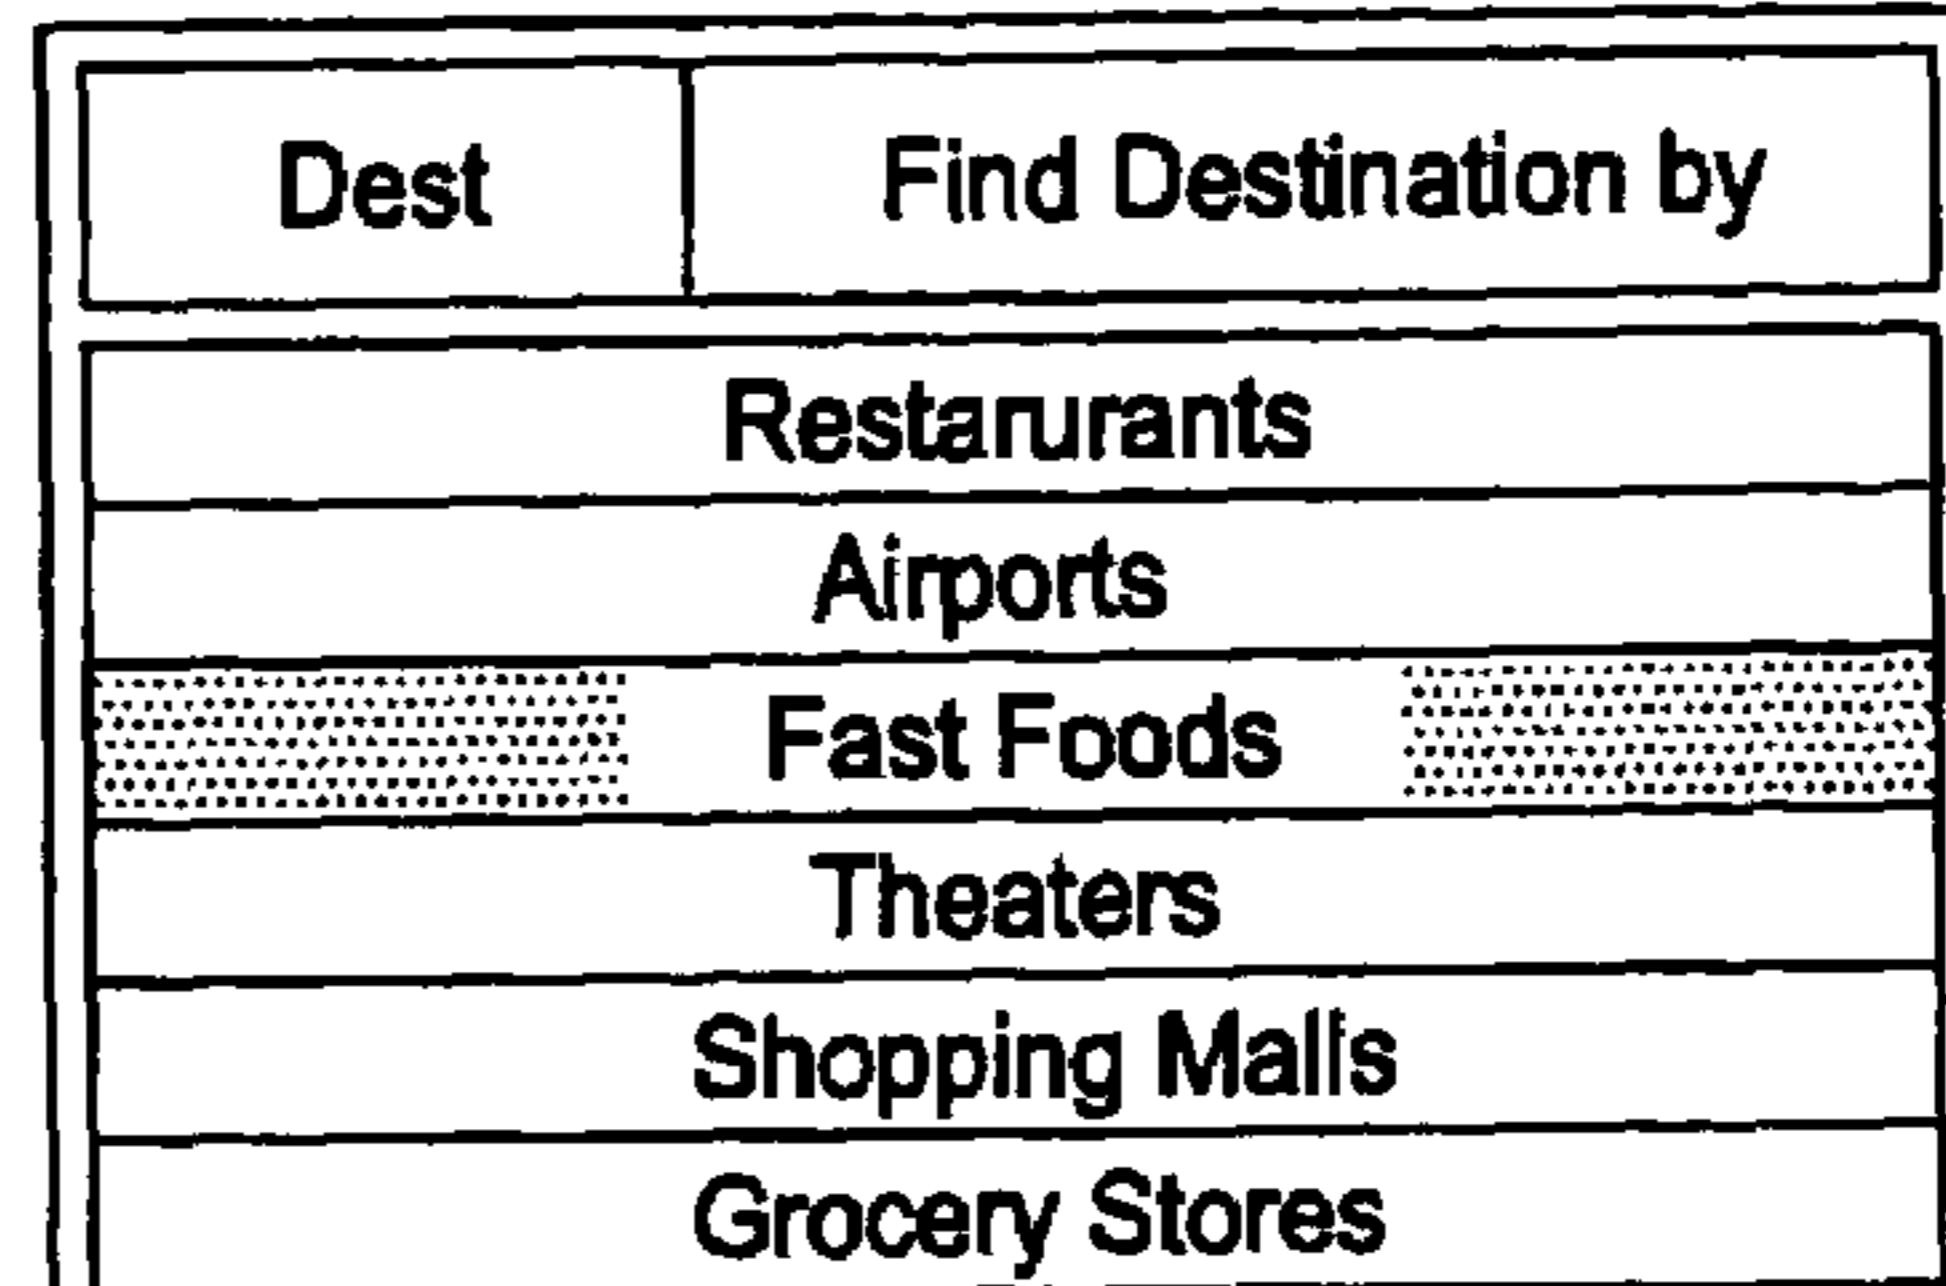 Dest Find Destination by
Restarurants
Airports
Fast Foods
Theaters
Shopping Malls
Grocery Stores